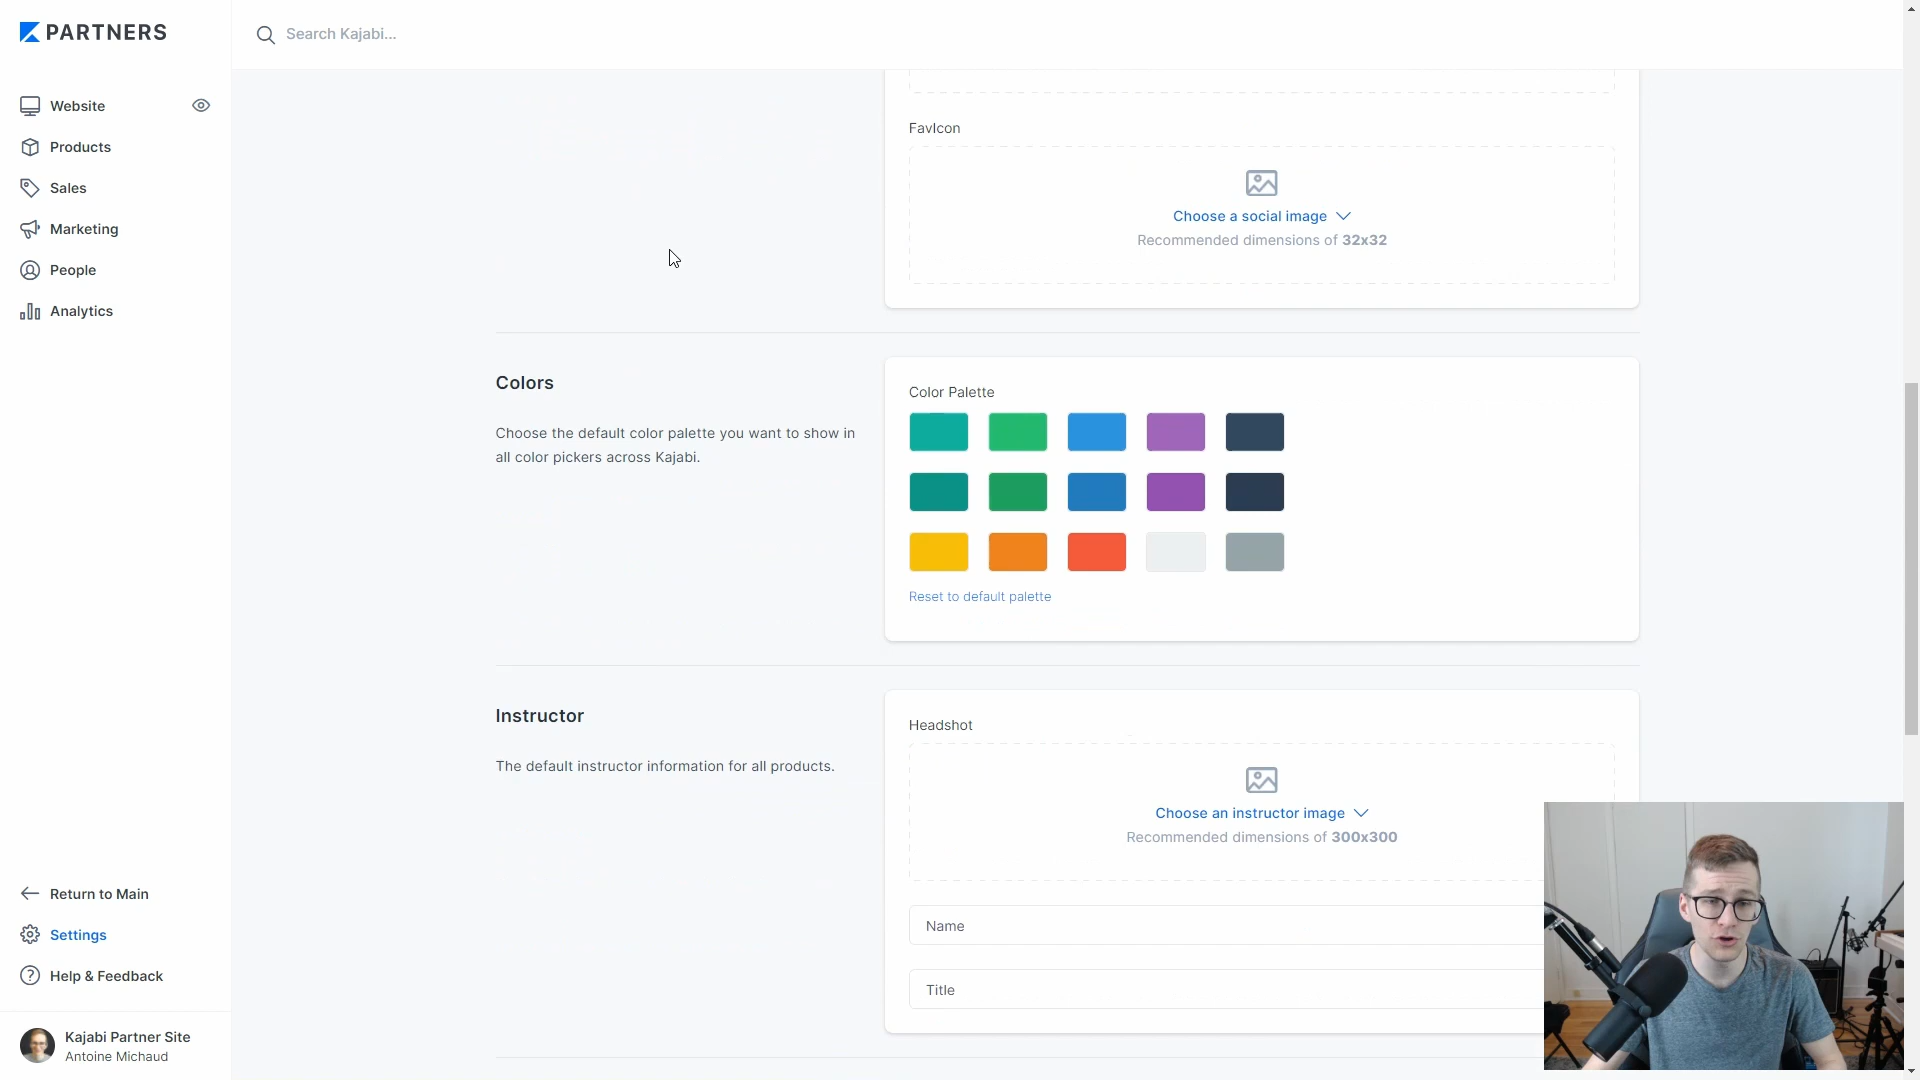 PARTNERS
Search Kajabi...
Website
Products
Sales
Marketing
People
Analytics
Return to Main
Settings
Help & Feedback
Kajabi Partner Site
Antoine Michaud
FavIcon
Choose a social image
Recommended dimensions of 32x32
Colors
Choose the default color palette you want to show in
all color pickers across Kajabi.
Color Palette
Reset to default palette
Instructor
The default instructor information for all products.
Headshot
Choose an instructor image
Recommended dimensions of 300x300
Name
Title